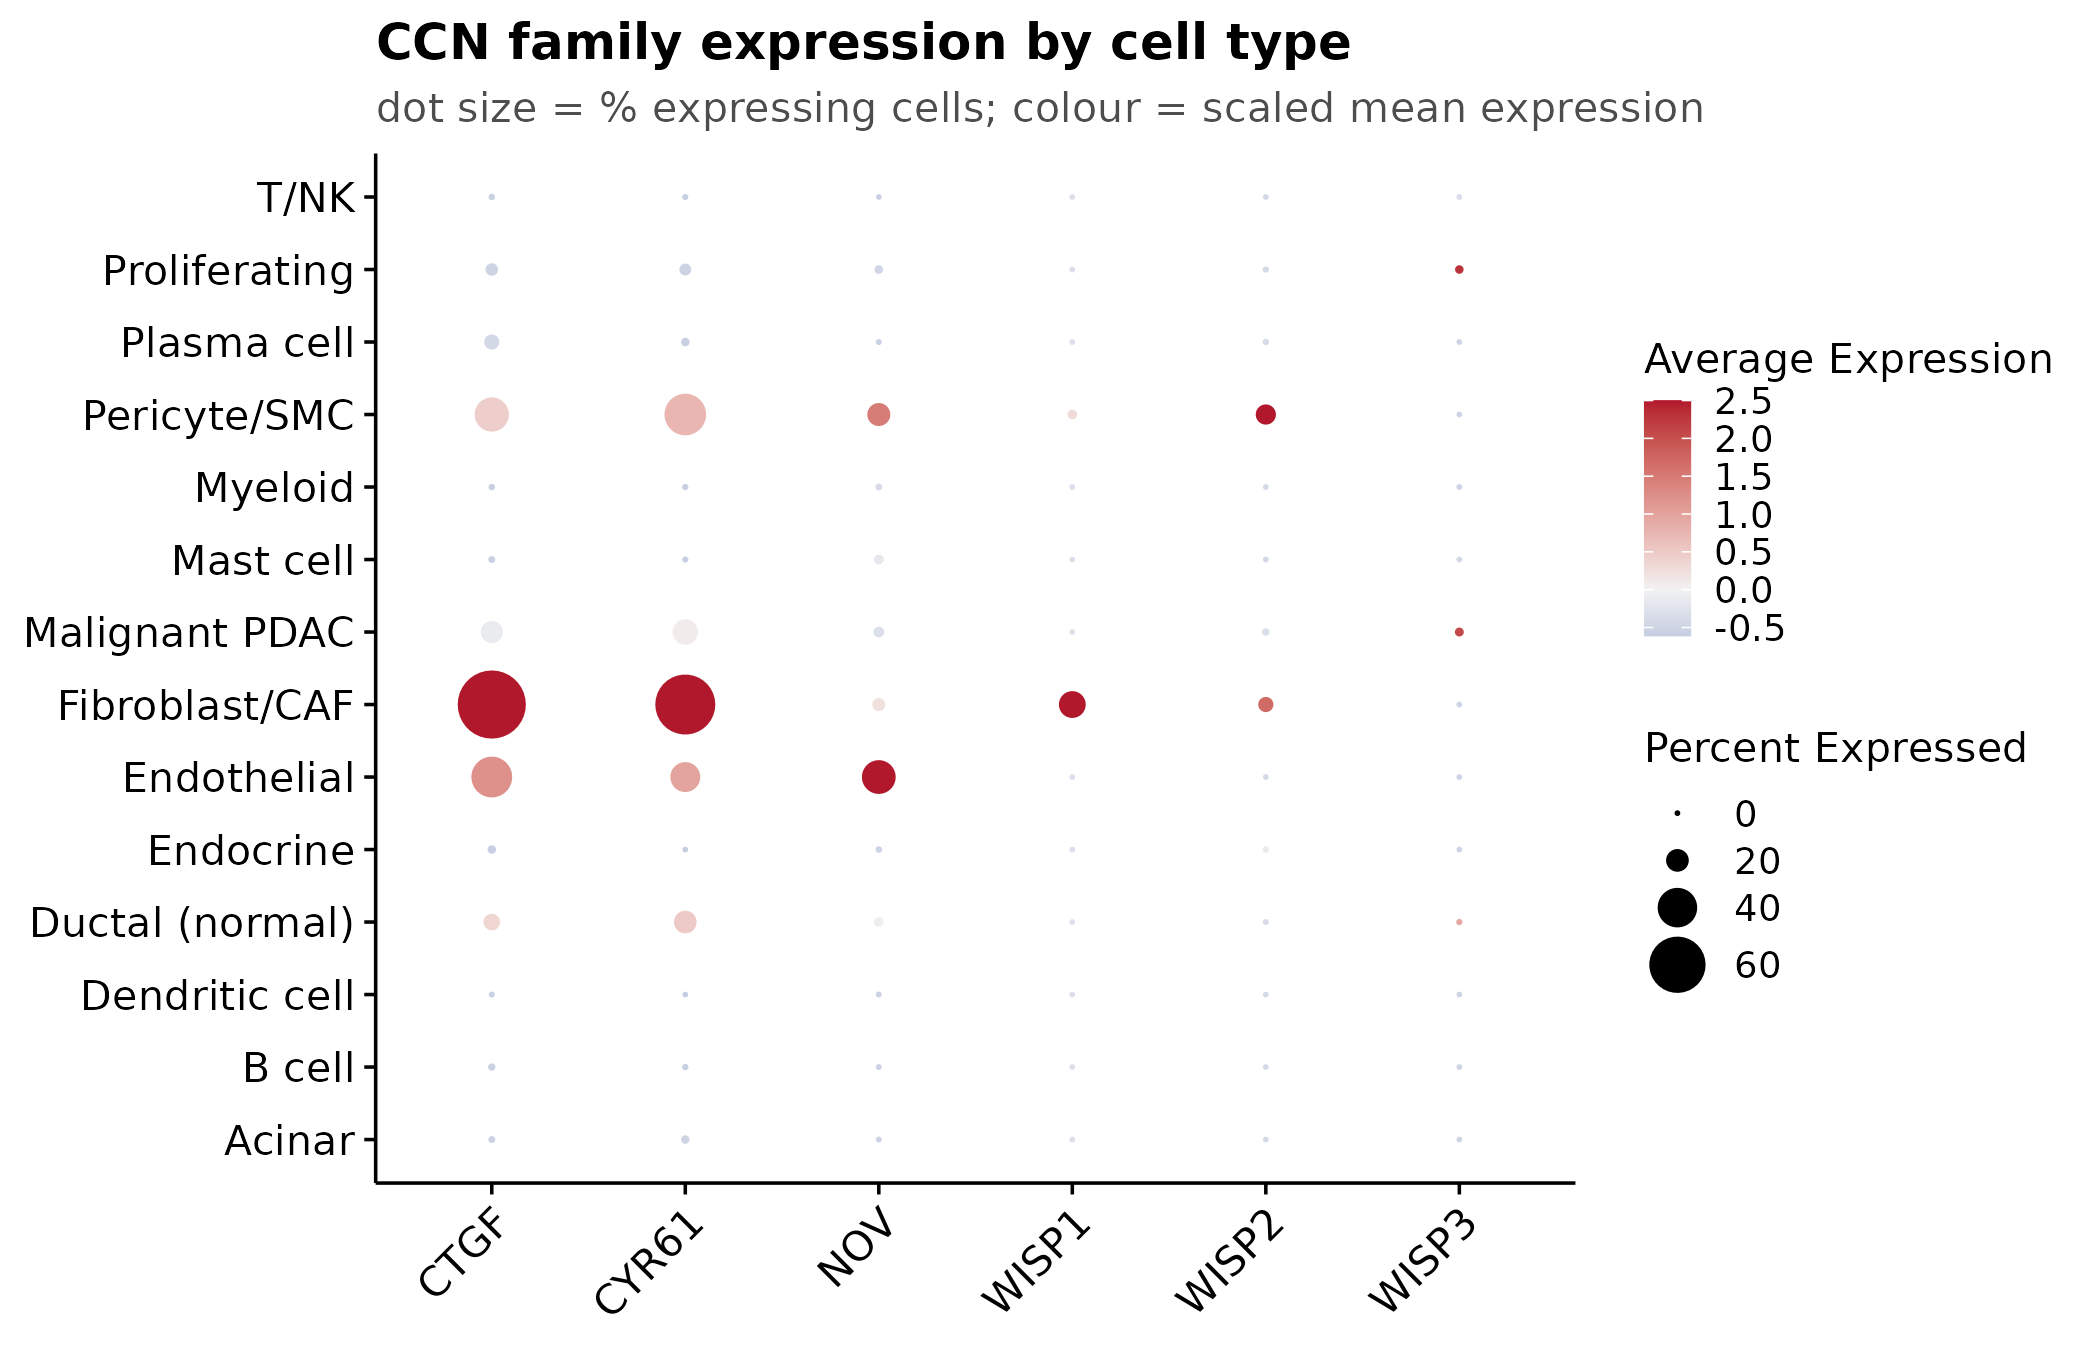 CCN family expression by cell type
dot size = % expressing cells; colour = scaled mean expression
T/NK
Proliferating
Plasma cell
Pericyte/SMC
Myeloid
Mast cell
Malignant PDAC
Fibroblast/CAF
Endothelial
Endocrine
Ductal (normal)
Dendritic cell
B cell
Acinar
CTGF
CYR61
NOV
WISP1
WISP2
WISP3
Average Expression
2.5
2.0
1.5
1.0
0.5
0.0
-0.5
Percent Expressed
0
20
40
60